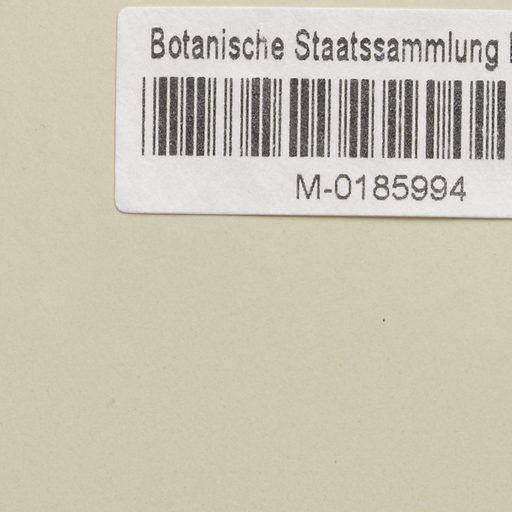 Botanische Staatssammlung
M-0185994